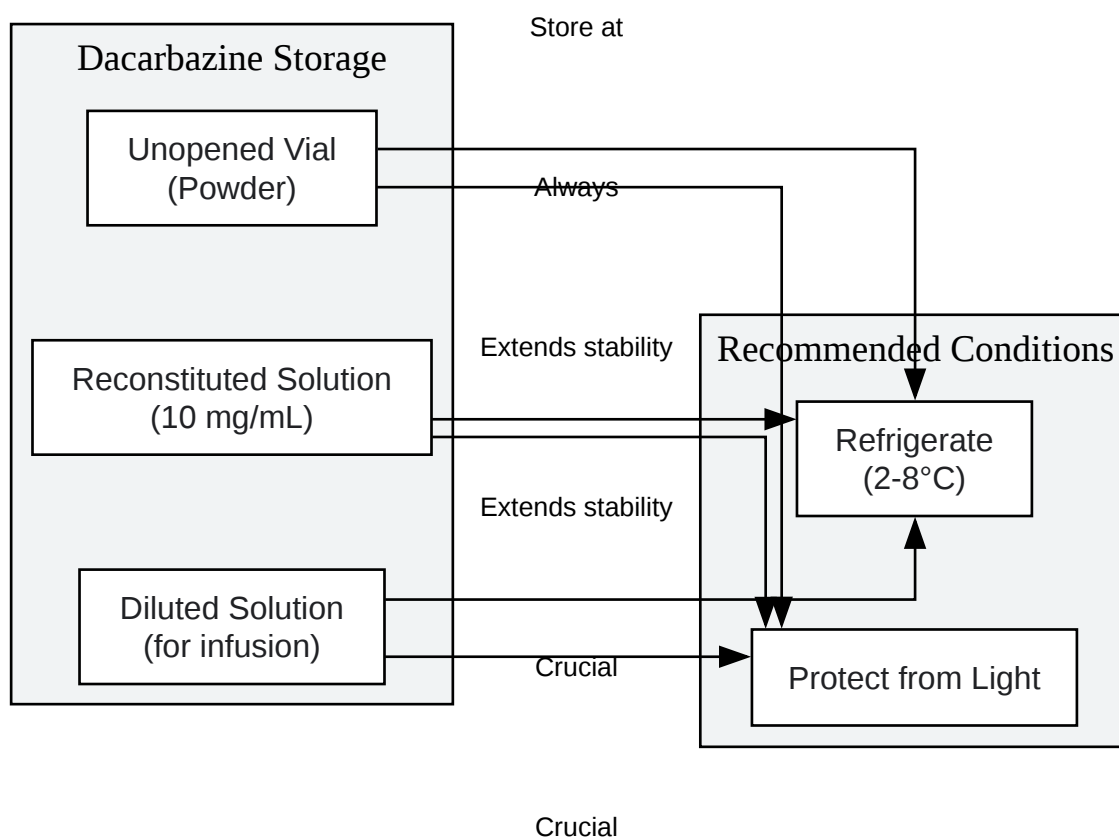 Store at
Dacarbazine Storage
Unopened Vial
(Powder)
Always
Extends stability
Recommended Conditions
Reconstituted Solution
(10 mg/mL)
Refrigerate
(2-8°C)
Extends stability
Diluted Solution
(for infusion)
Crucial
Protect from Light
Crucial